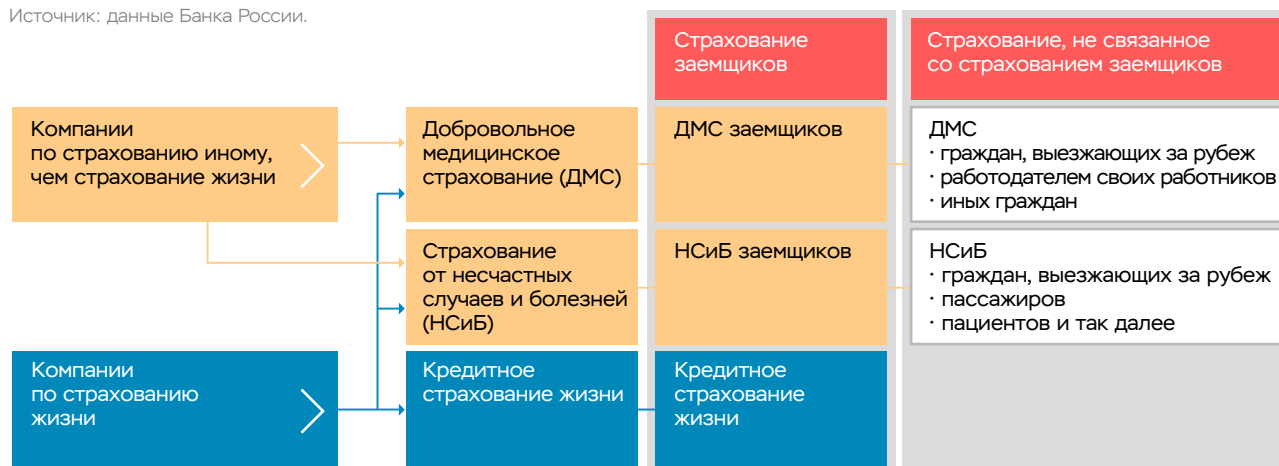 Источник: данные Банка России.
Страхование
заемщиков
Страхование, не связанное
со страхованием заемщиков
Компании
по страхованию иному,
чем страхование жизни
Добровольное
медицинское
страхование (ДМС)
ДМС заемщиков
ДМС
· граждан, выезжающих за рубеж
· работодателем своих работников
· иных граждан
Страхование
от несчастных
случаев и болезней
(НСиБ)
НСиБ заемщиков
НСиБ
· граждан, выезжающих за рубеж
· пассажиров
· пациентов и так далее
Компании
по страхованию
жизни
Кредитное
страхование жизни
Кредитное
страхование
жизни